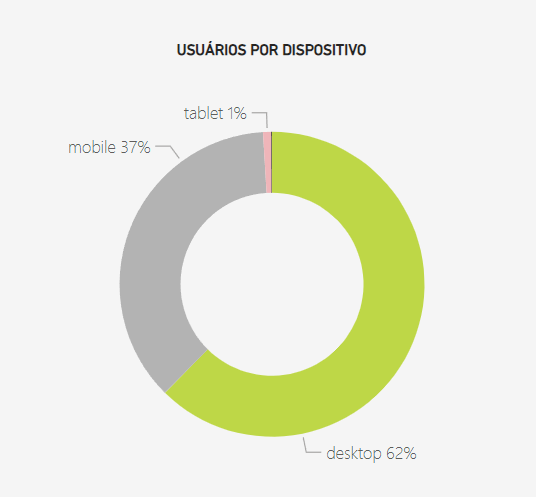 USUÁRIOS POR DISPOSITIVO
tablet 1%
mobile 37%
desktop 62%